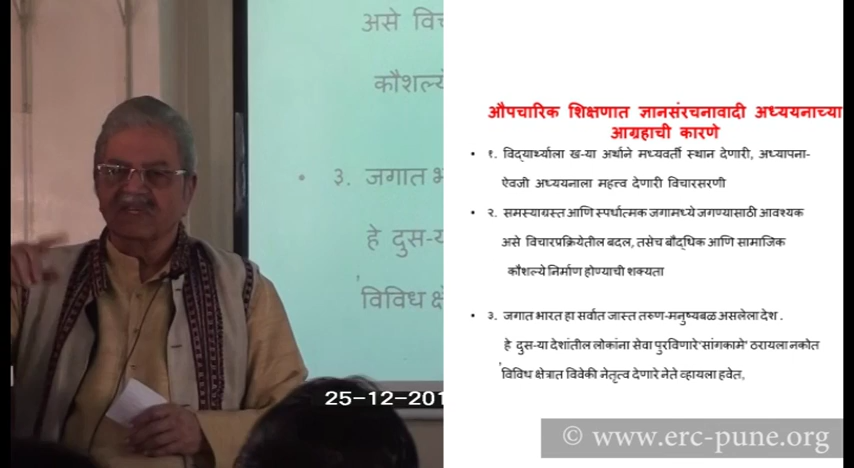 असे
कौशल्ये
३. जगात
हे दुस-या
विविध क्षे
25-12-201
औपचारिक शिक्षणात ज्ञानसंरचनावादी अध्ययनाच्या
आग्रहाची कारणे
• १. विद्यार्थ्याला ख-या अर्थाने मध्यवर्ती स्थान देणारी, अध्यापना-
ऐवजी अध्ययनाला महत्व देणारी विचारसरणी
• २. समस्याग्रस्त आणि स्पर्धात्मक जगामध्ये जगण्यासाठी आवश्यक
असे विचारप्रक्रियेतील बदल, तसेच बौद्धिक आणि सामाजिक
कौशल्ये निर्माण होण्याची शक्यता
• ३. जगात भारत हा सर्वात जास्त तरुण-मनुष्यबळ असलेला देश .
हे दुस-या देशांतील लोकांना सेवा पुरविणारे 'सांगकामे' ठरायला नकोत
'विविध क्षेत्रात विवेकी नेतृत्व देणारे नेते व्हायला हवेत,
© www.erc-pune.org